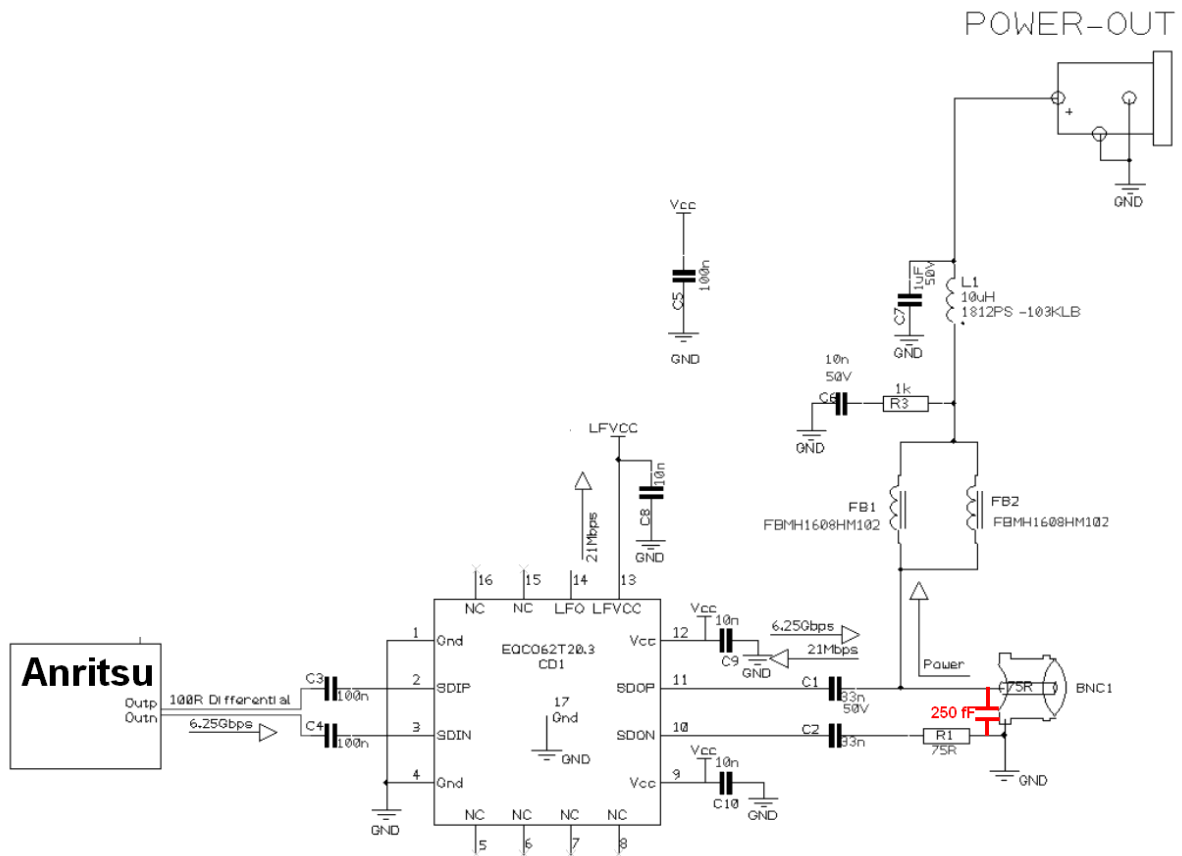 POWER-OUT
+
GND
Vcc
C5
100n
GND
1uF
50V
C7
GND
L1
10uH
1812PS -103KLB
10n
50V
C6
1k
R3
GND
FB1
FBMH1608HM102
FB2
FBMH1608HM102
LFVCC
10n
C8
GND
21Mbps
16
15
14
13
NC
NC
LFO
LFVCC
EQCO62T20.3
CD1
1
Gnd
2
SDIP
3
SDIN
4
Gnd
17
Gnd
GND
Vcc
12
SDOP
11
SDON
10
Vcc
9
NC
NC
NC
NC
5
6
7
8
GND
Anritsu
Outp
Outn
100R Differential
6.25Gbps
C3
100n
C4
100n
Vcc
10n
C9
GND
6.25Gbps
21Mbps
Power
C1
33n
50V
C2
33n
R1
75R
250 fF
75R
BNC1
GND
Vcc
10n
C10
GND